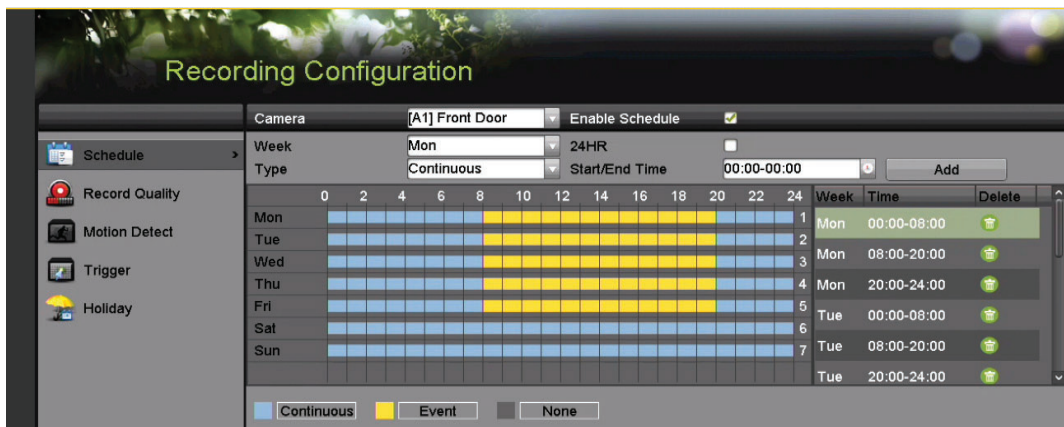 Recording Configuration
Camera [A1] Front Door Enable Schedule
Schedule > Week Mon 24HR
Type Continuous Start/End Time 00:00-00:00 Add
Record Quality
Motion Detect
Trigger
Holiday
0 2 4 6 8 10 12 14 16 18 20 22 24
Mon 1
Tue 2
Wed 3
Thu 4
Fri 5
Sat 6
Sun 7
Week Time Delete
Mon 00:00-08:00
Mon 08:00-20:00
Mon 20:00-24:00
Tue 00:00-08:00
Tue 08:00-20:00
Tue 20:00-24:00
Continuous Event None